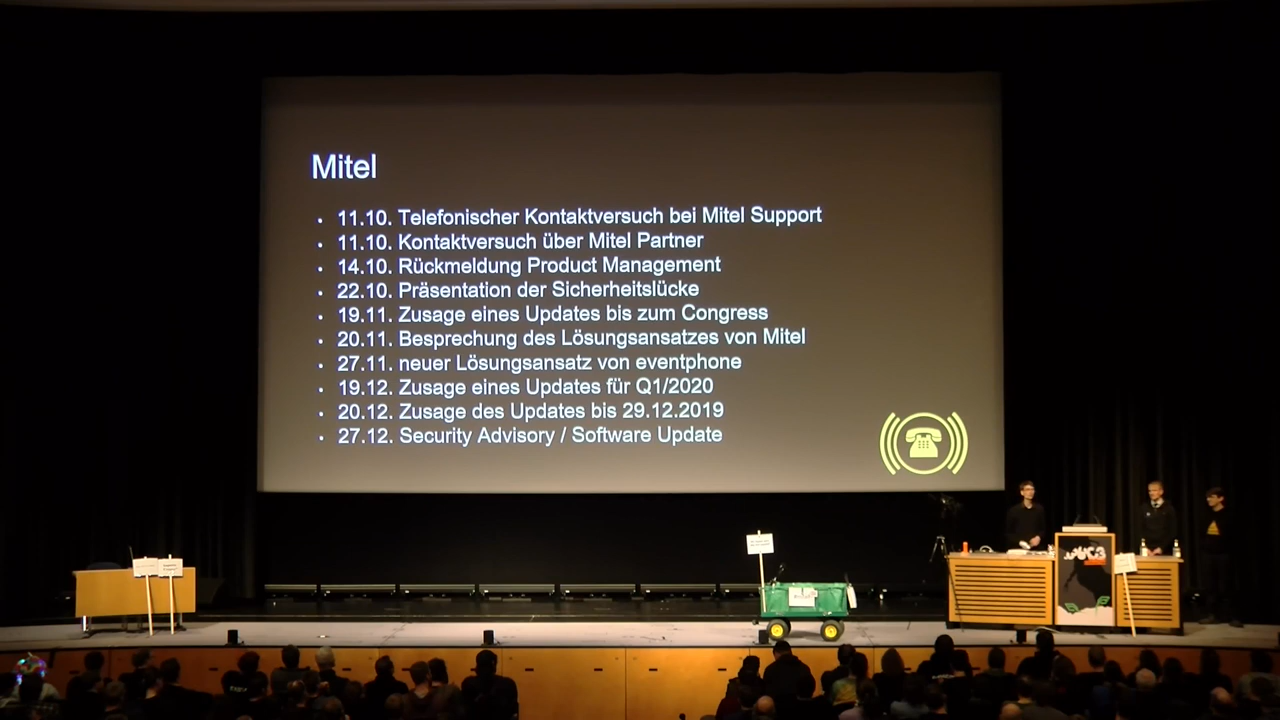 Mitel
• 11.10. Telefonischer Kontaktversuch bei Mitel Support
• 11.10. Kontaktversuch über Mitel Partner
• 14.10. Rückmeldung Product Management
• 22.10. Präsentation der Sicherheitslücke
• 19.11. Zusage eines Updates bis zum Congress
• 20.11. Besprechung des Lösungsansatzes von Mitel
• 27.11. neuer Lösungsansatz von eventphone
• 19.12. Zusage eines Updates für Q1/2020
• 20.12. Zusage des Updates bis 29.12.2019
• 27.12. Security Advisory / Software Update